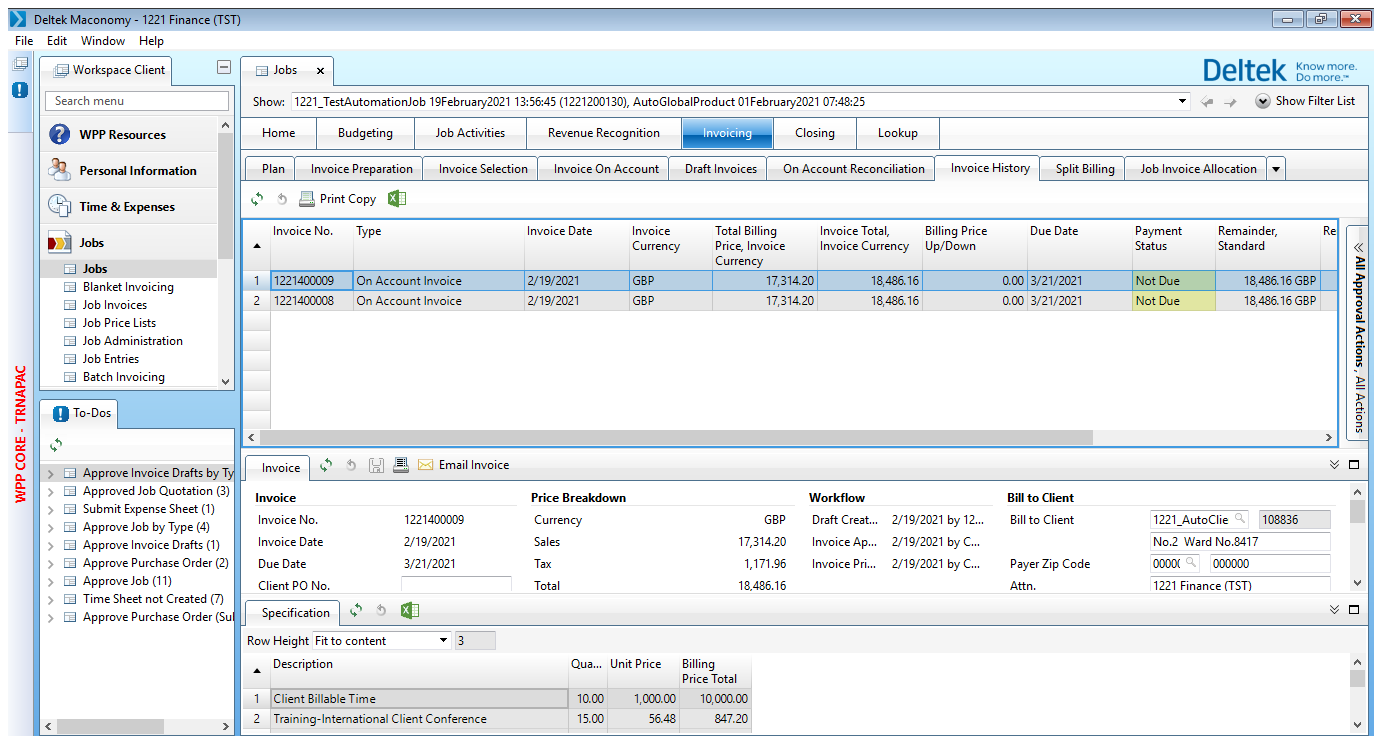 Deltek Maconomy - 1221 Finance (TST)
File Edit Window Help
WPP CORE - TRNAPAC
Workspace Client
Search menu
WPP Resources
Personal Information
Time & Expenses
Jobs
Jobs
Blanket Invoicing
Job Invoices
Job Price Lists
Job Administration
Job Entries
Batch Invoicing
To-Dos
Approve Invoice Drafts by Ty
Approved Job Quotation (3)
Submit Expense Sheet (1)
Approve Job by Type (4)
Approve Invoice Drafts (1)
Approve Purchase Order (2)
Approve Job (11)
Time Sheet not Created (7)
Approve Purchase Order (Sul
Jobs x
Deltek Know more.
Do more.™
Show: 1221_TestAutomationJob 19February2021 13:56:45 (1221200130), AutoGlobalProduct 01February2021 07:48:25 Show Filter List
Home Budgeting Job Activities Revenue Recognition Invoicing Closing Lookup
Plan Invoice Preparation Invoice Selection Invoice On Account Draft Invoices On Account Reconciliation Invoice History Split Billing Job Invoice Allocation
Print Copy
Invoice No. Type Invoice Date Invoice Currency Total Billing Price, Invoice Currency Invoice Total, Invoice Currency Billing Price Up/Down Due Date Payment Status Remainder, Standard Re
1 1221400009 On Account Invoice 2/19/2021 GBP 17,314.20 18,486.16 0.00 3/21/2021 Not Due 18,486.16 GBP
2 1221400008 On Account Invoice 2/19/2021 GBP 17,314.20 18,486.16 0.00 3/21/2021 Not Due 18,486.16 GBP
All Approval Actions, All Actions
Invoice Email Invoice
Invoice Price Breakdown Workflow Bill to Client
Invoice No. 1221400009 Currency GBP Draft Creat... 2/19/2021 by 12... Bill to Client 1221_AutoClie 108836
Invoice Date 2/19/2021 Sales 17,314.20 Invoice Ap... 2/19/2021 by C... No.2 Ward No.8417
Due Date 3/21/2021 Tax 1,171.96 Invoice Pri... 2/19/2021 by C... Payer Zip Code 0000( 000000
Client PO No. Total 18,486.16 Attn. 1221 Finance (TST)
Specification
Row Height Fit to content 3
Description Qua... Unit Price Billing Price Total
1 Client Billable Time 10.00 1,000.00 10,000.00
2 Training-International Client Conference 15.00 56.48 847.20